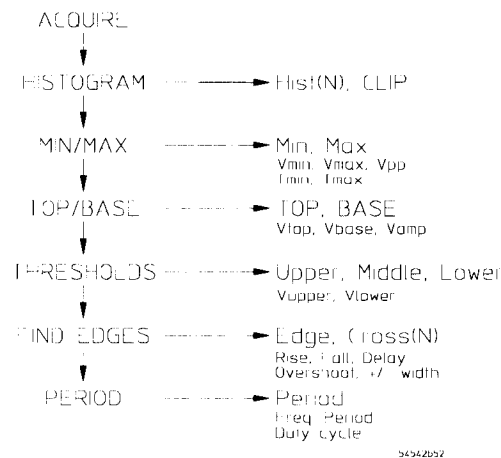 ACQUIRE
HISTOGRAM Hist(N), CLIP
MIN/MAX Min, Max
Vmin, Vmax, Vpp
Tmin, Tmax
TOP/BASE TOP, BASE
Vtop, Vbase, Vamp
THRESHOLDS Upper, Middle, Lower
Vupper, Vlower
FIND EDGES Edge, Cross(N)
Rise, Fall, Delay
Overshoot, +/- width
PERIOD Period
Freq Period
Duty cycle
54542b52